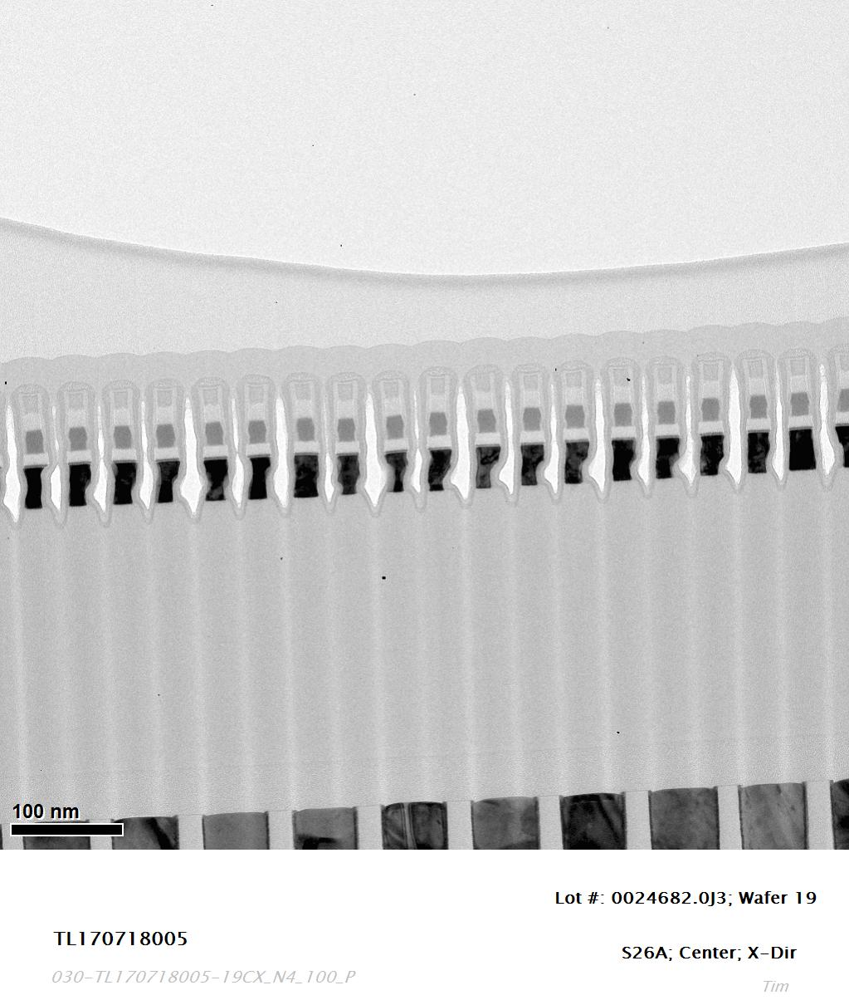 100 nm
Lot #: 0024682.0J3; Wafer 19
TL170718005
S26A; Center; X-Dir
030-TL170718005-19CX_N4_100_P
Tim